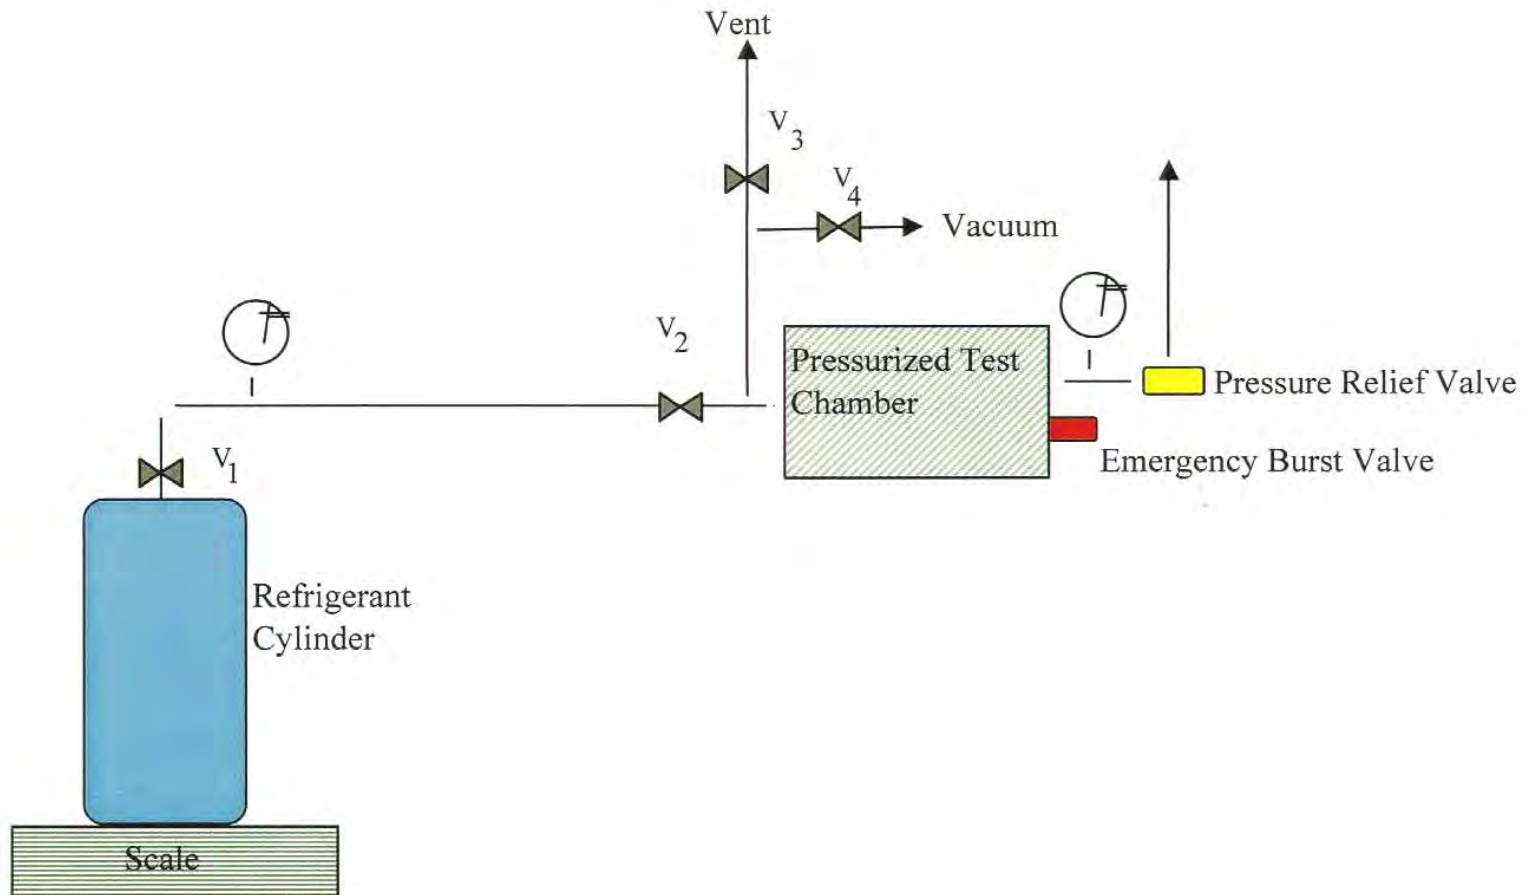 Vent
V3
V4
Vacuum
V2
Pressurized Test
Chamber
Pressure Relief Valve
Emergency Burst Valve
V1
Refrigerant
Cylinder
Scale